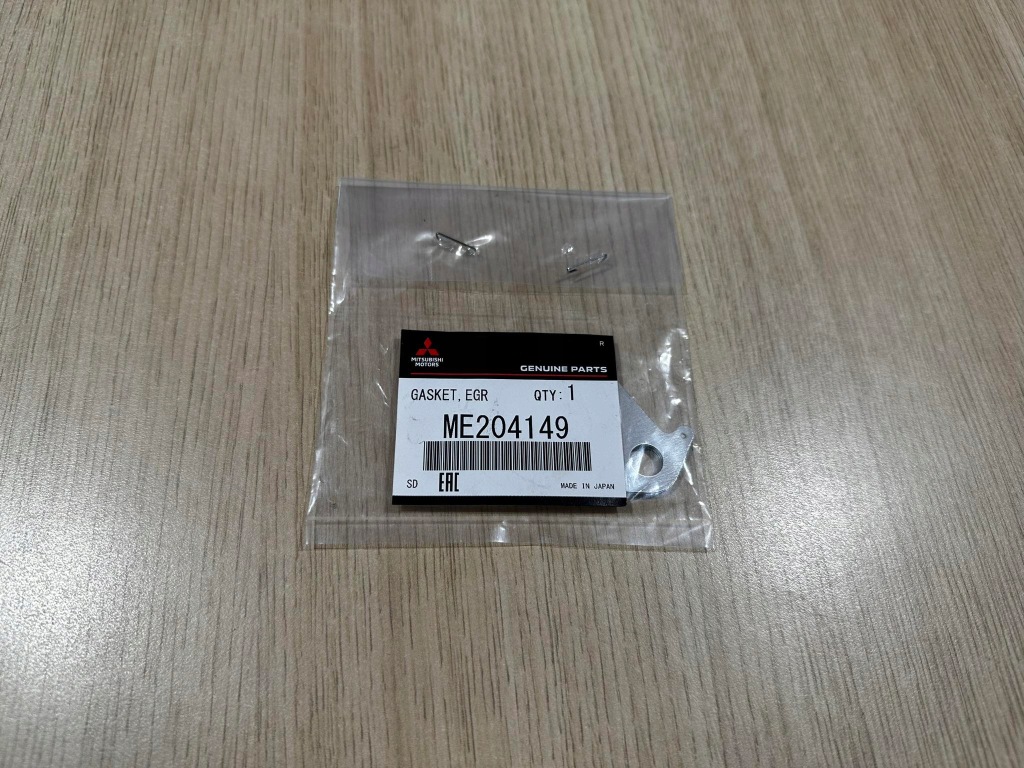 R
MITSUBISHI
MOTORS
GENUINE PARTS
GASKET,EGR QTY:1
ME204149
SD EAC MADE IN JAPAN